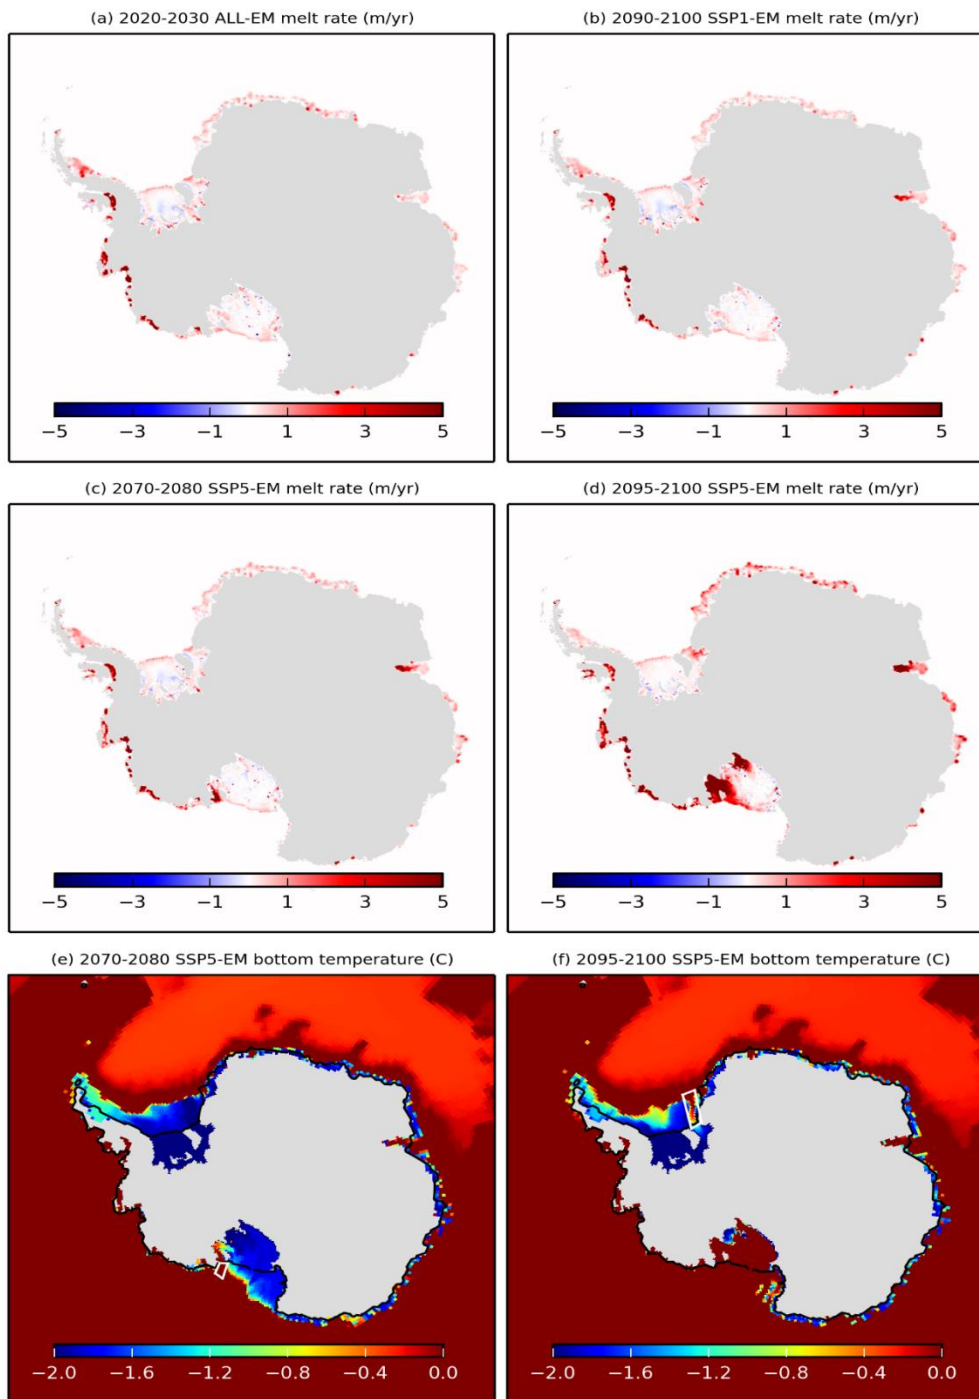 (a) 2020-2030 ALL-EM melt rate (m/yr)
(b) 2090-2100 SSP1-EM melt rate (m/yr)
−5 −3 −1 1 3 5
−5 −3 −1 1 3 5
(c) 2070-2080 SSP5-EM melt rate (m/yr)
(d) 2095-2100 SSP5-EM melt rate (m/yr)
−5 −3 −1 1 3 5
−5 −3 −1 1 3 5
(e) 2070-2080 SSP5-EM bottom temperature (C)
(f) 2095-2100 SSP5-EM bottom temperature (C)
−2.0 −1.6 −1.2 −0.8 −0.4 0.0
−2.0 −1.6 −1.2 −0.8 −0.4 0.0